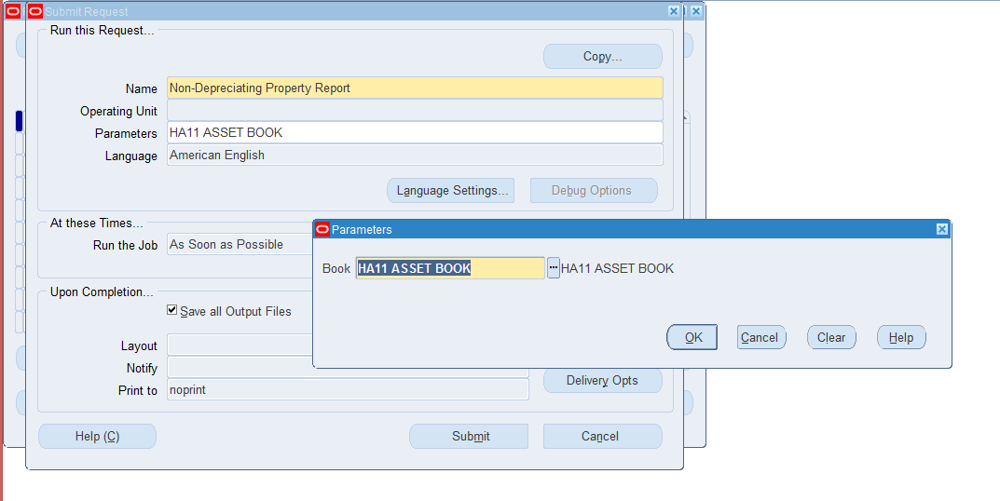 Submit Request
Run this Request...
Copy...
Name Non-Depreciating Property Report
Operating Unit
Parameters HA11 ASSET BOOK
Language American English
Language Settings... Debug Options
At these Times...
Run the Job As Soon as Possible
Parameters
Book HA11 ASSET BOOK ... HA11 ASSET BOOK
OK Cancel Clear Help
Upon Completion...
Save all Output Files
Layout
Notify
Print to noprint
Delivery Opts
Help (C) Submit Cancel